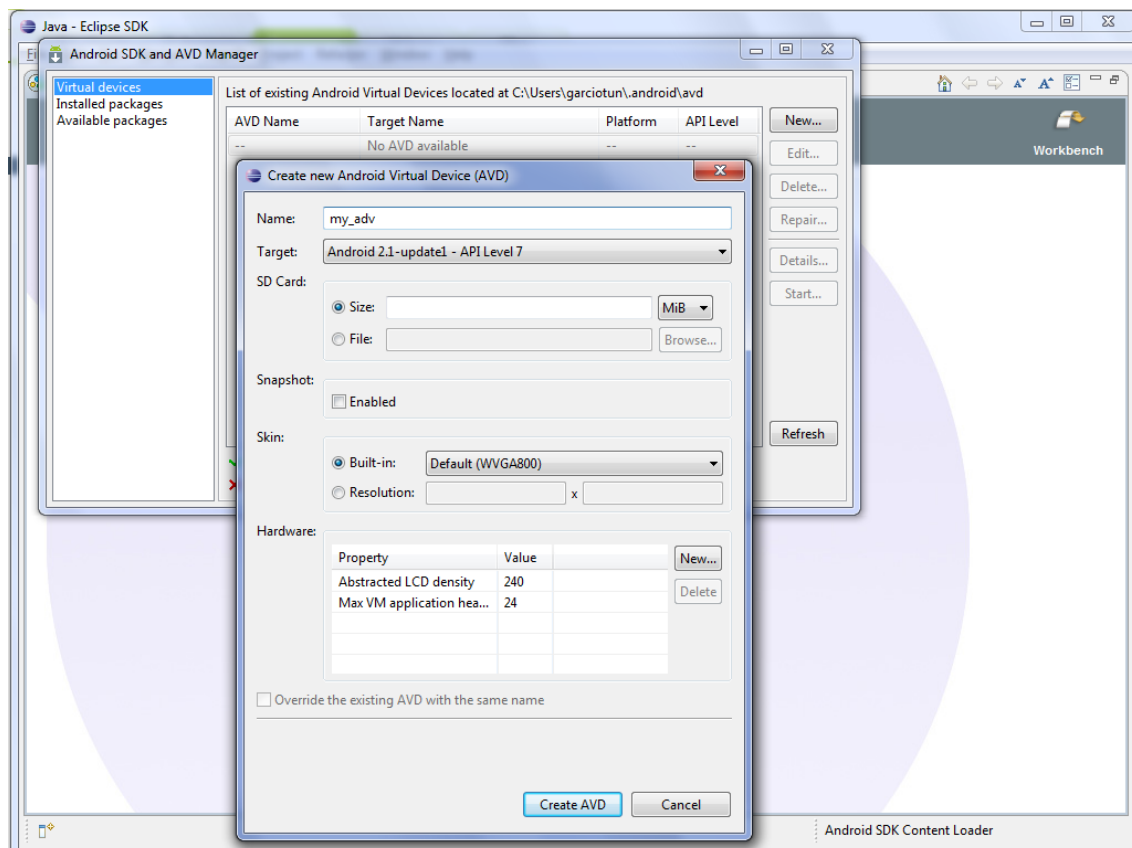 Java - Eclipse SDK
Android SDK and AVD Manager
Virtual devices
Installed packages
Available packages
List of existing Android Virtual Devices located at C:\Users\garciotun\.android\avd
AVD Name Target Name Platform API Level
-- No AVD available -- --
New...
Edit...
Delete...
Repair...
Details...
Start...
Refresh
Workbench
Create new Android Virtual Device (AVD)
Name: my_adv
Target: Android 2.1-update1 - API Level 7
SD Card:
Size: MiB
File: Browse...
Snapshot:
Enabled
Skin:
Built-in: Default (WVGA800)
Resolution: x
Hardware:
Property Value New...
Abstracted LCD density 240
Delete
Max VM application hea... 24
Override the existing AVD with the same name
Create AVD Cancel
Android SDK Content Loader